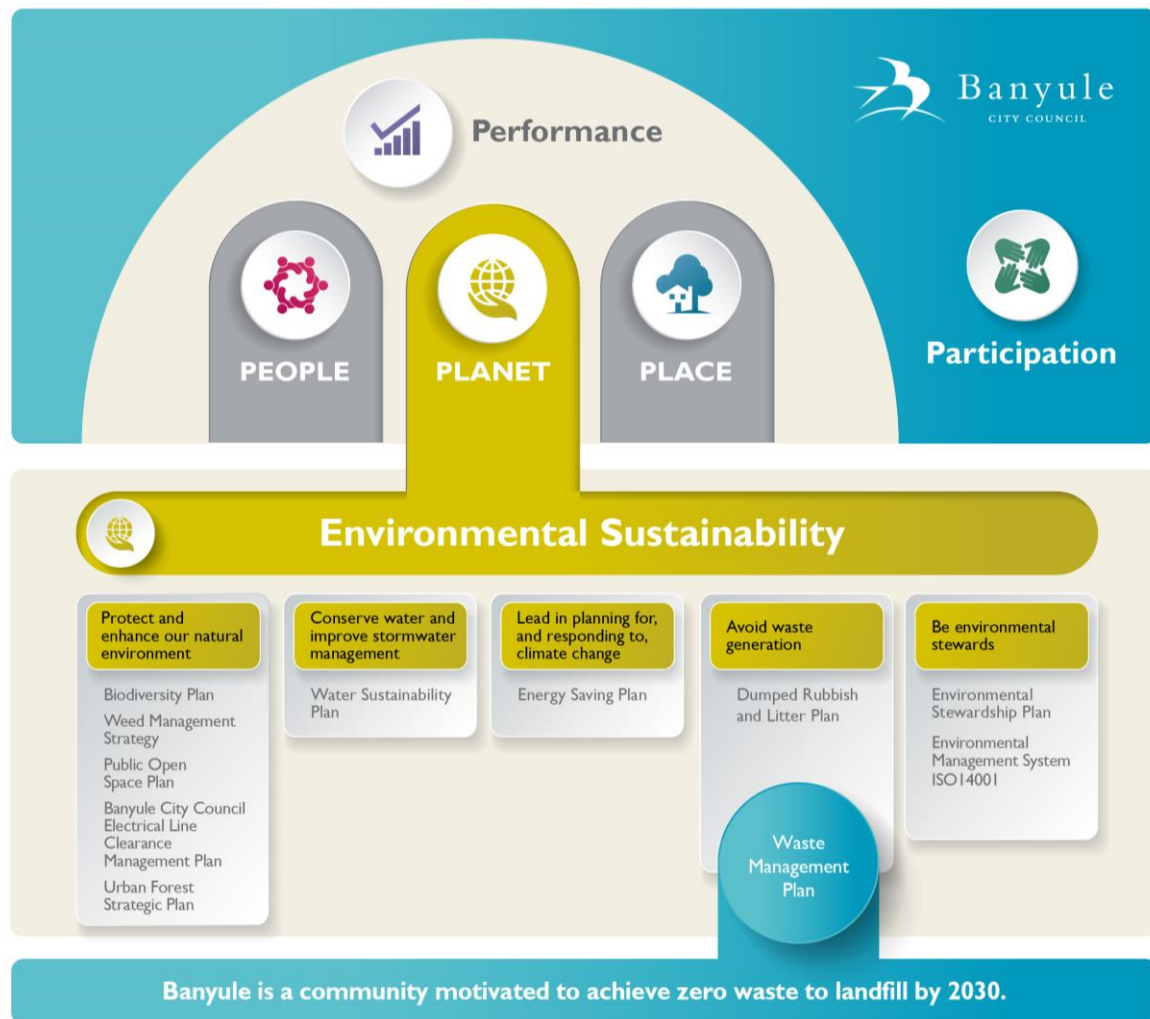 Performance
Banyule
CITY COUNCIL
PEOPLE
PLANET
PLACE
Participation
Environmental Sustainability
Protect and
enhance our natural
environment
Biodiversity Plan
Weed Management
Strategy
Public Open
Space Plan
Banyule City Council
Electrical Line
Clearance
Management Plan
Urban Forest
Strategic Plan
Conserve water and
improve stormwater
management
Water Sustainability
Plan
Lead in planning for,
and responding to,
climate change
Energy Saving Plan
Avoid waste
generation
Dumped Rubbish
and Litter Plan
Waste
Management
Plan
Be environmental
stewards
Environmental
Stewardship Plan
Environmental
Management System
ISO14001
Banyule is a community motivated to achieve zero waste to landfill by 2030.